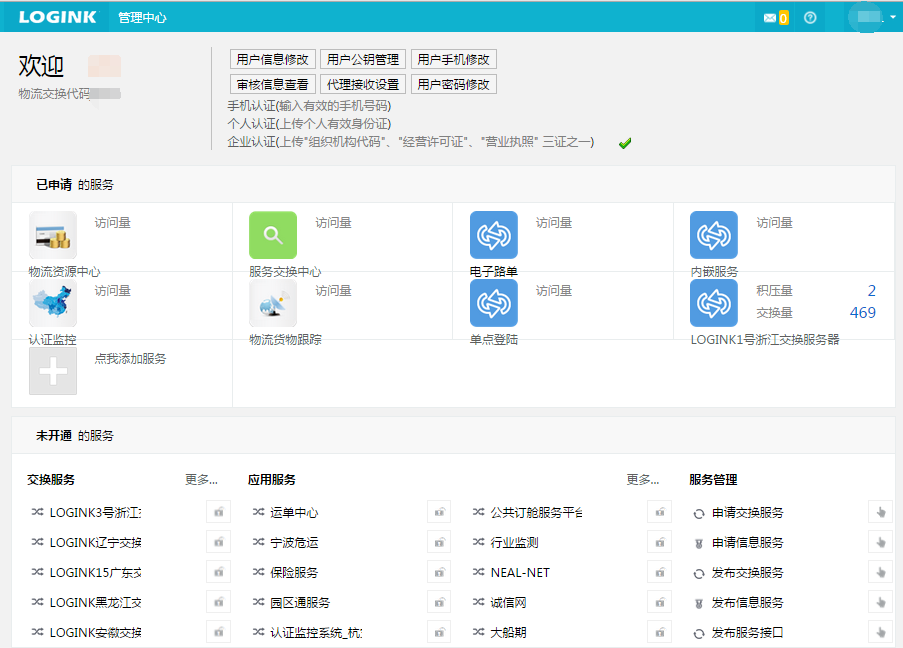 LOGINK 管理中心 0
欢迎
物流交换代码
用户信息修改 用户公钥管理 用户手机修改
审核信息查看 代理接收设置 用户密码修改
手机认证(输入有效的手机号码)
个人认证(上传个人有效身份证)
企业认证(上传"组织机构代码"、"经营许可证"、"营业执照" 三证之一)
已申请 的服务
访问量 访问量 访问量 访问量
物流资源中心 服务交换中心 电子路单 内嵌服务
访问量 访问量 访问量 积压量 2
交换量 469
认证监控 物流货物跟踪 单点登陆 LOGINK1号浙江交换服务器
点我添加服务
未开通 的服务
交换服务 更多... 应用服务 更多... 服务管理
LOGINK3号浙江 运单中心 公共订舱服务平台 申请交换服务
LOGINK辽宁交换 宁波危运 行业监测 申请信息服务
LOGINK15广东交 保险服务 NEAL-NET 发布交换服务
LOGINK黑龙江交 园区通服务 诚信网 发布信息服务
LOGINK安徽交换 认证监控系统_杭 大船期 发布服务接口